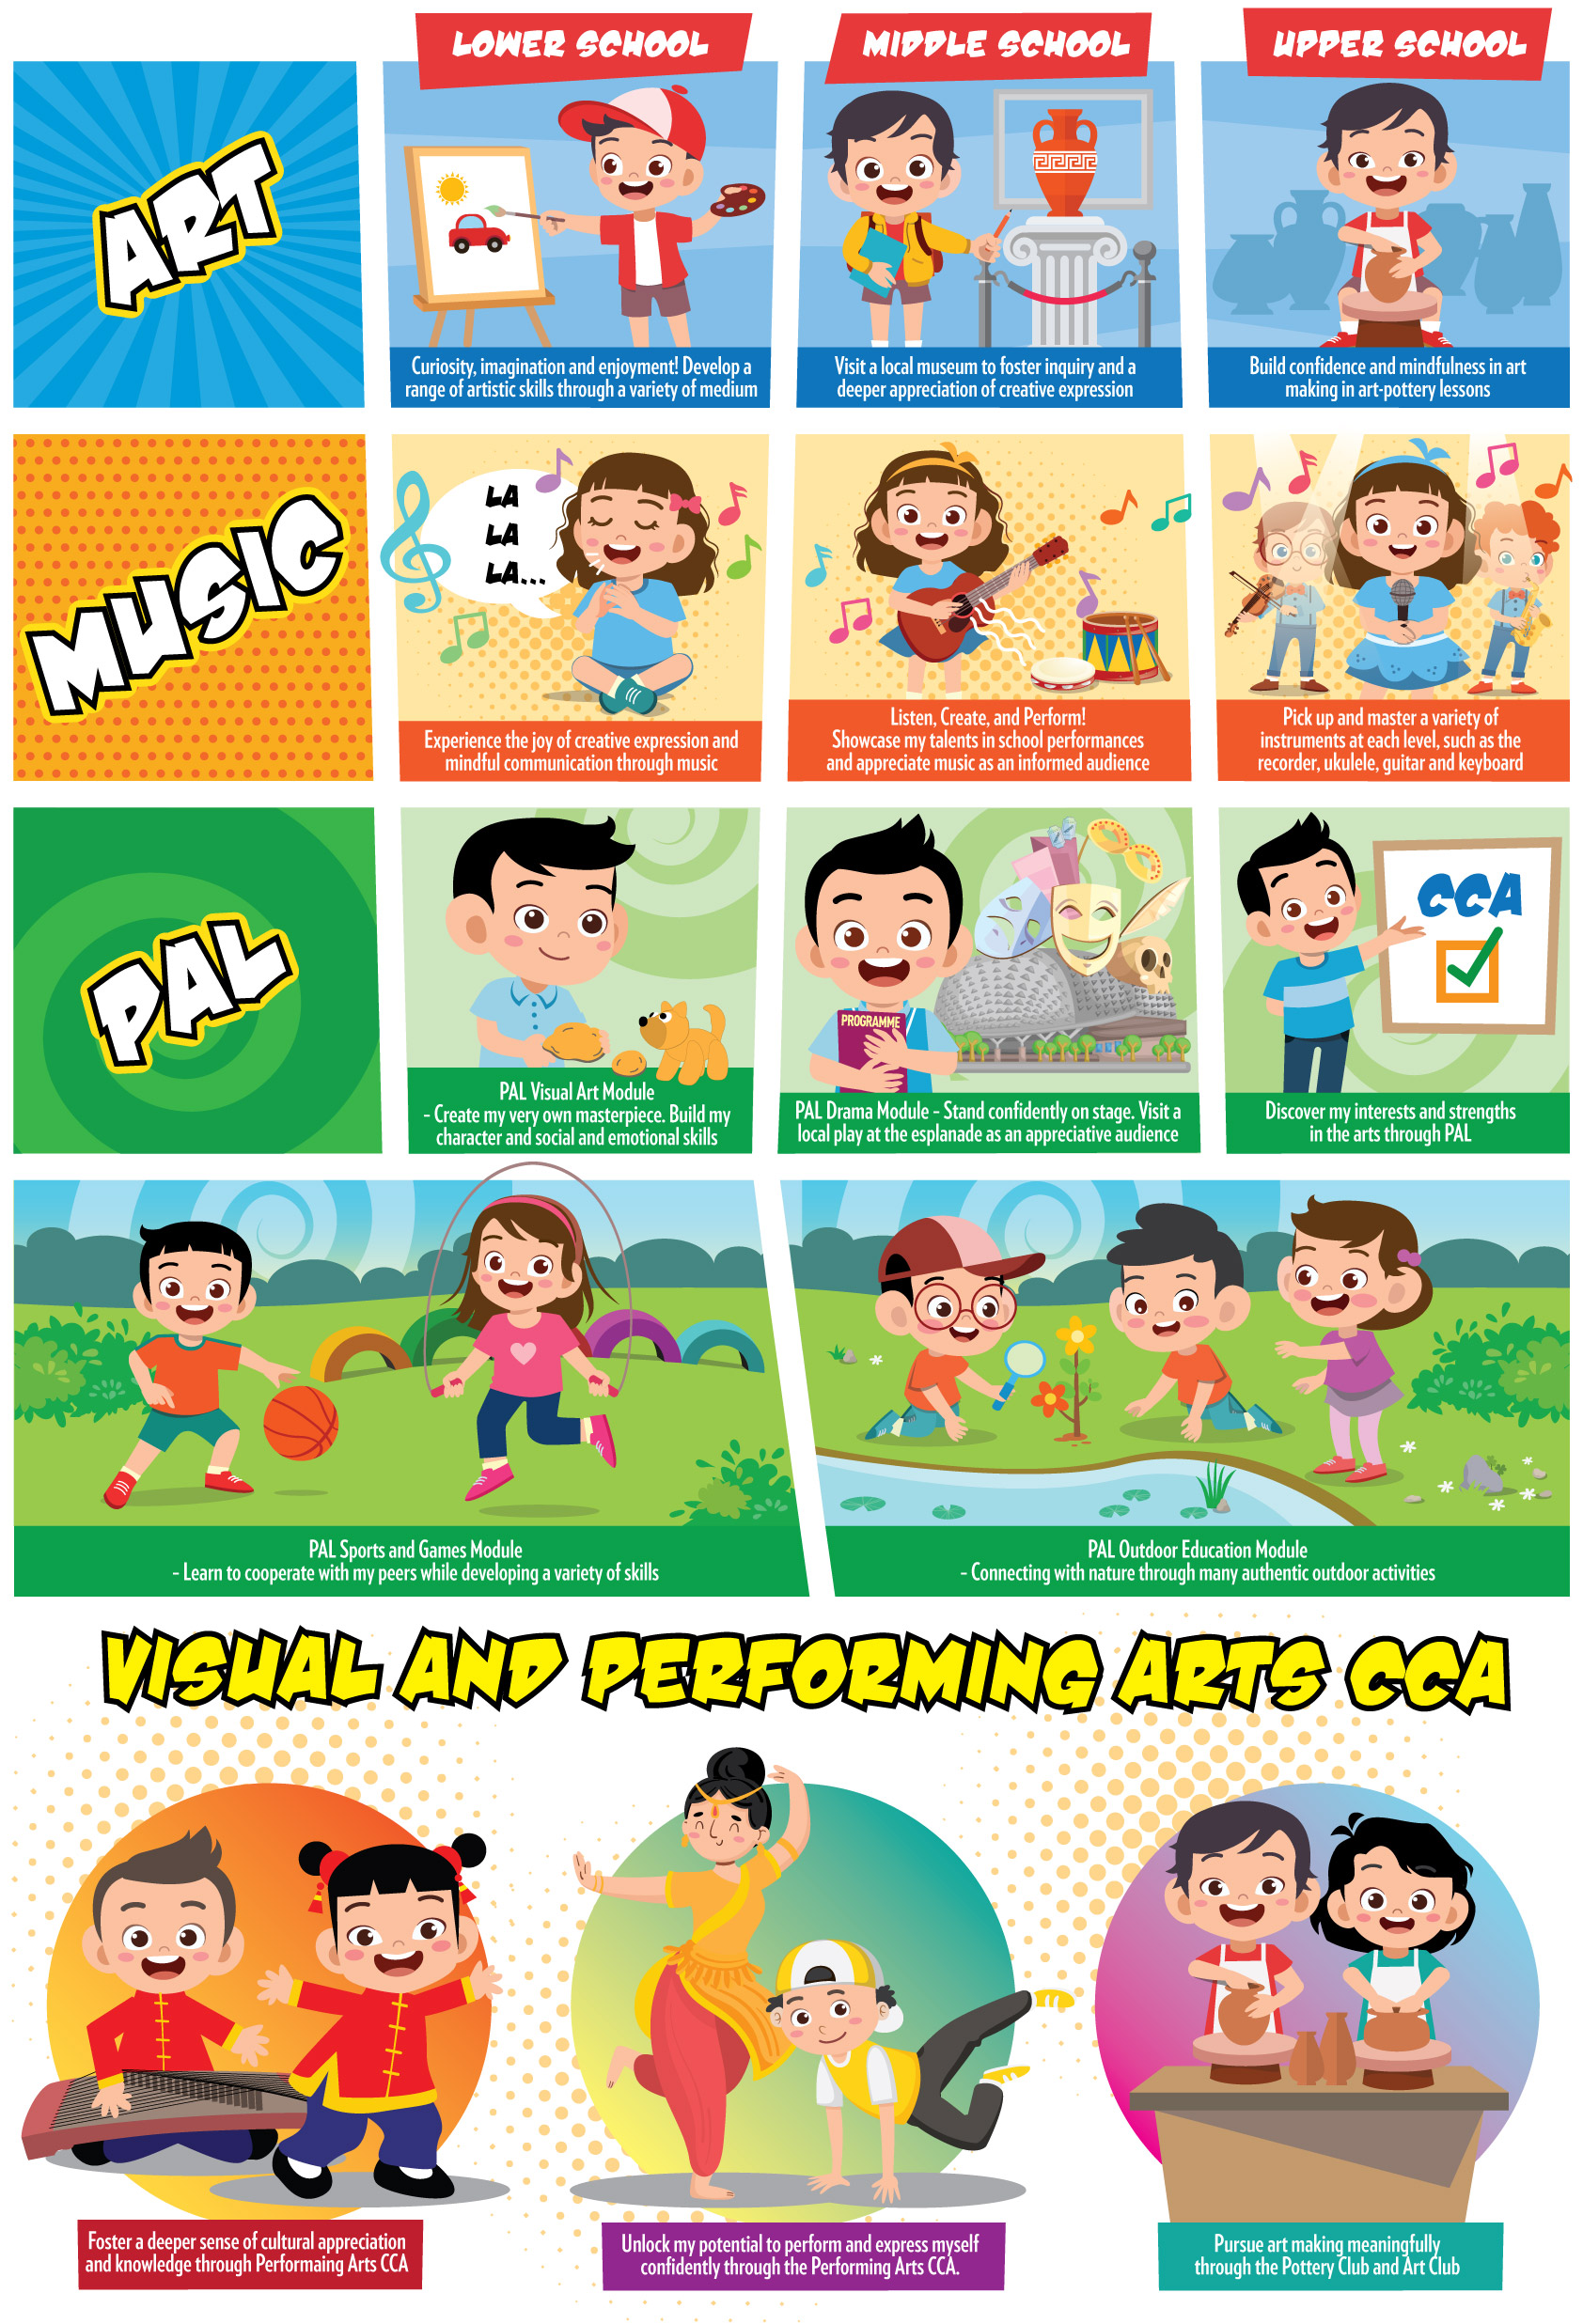 LOWER SCHOOL
MIDDLE SCHOOL
UPPER SCHOOL
ART
Curiosity, imagination and enjoyment! Develop a
range of artistic skills through a variety of medium
Visit a local museum to foster inquiry and a
deeper appreciation of creative expression
Build confidence and mindfulness in art
making in art-pottery lessons
MUSIC
LA
LA
LA...
Experience the joy of creative expression and
mindful communication through music
Listen, Create, and Perform!
Showcase my talents in school performances
and appreciate music as an informed audience
Pick up and master a variety of
instruments at each level, such as the
recorder, ukulele, guitar and keyboard
PAL
PAL Visual Art Module
- Create my very own masterpiece. Build my
character and social and emotional skills
PROGRAMME
PAL Drama Module - Stand confidently on stage. Visit a
local play at the esplanade as an appreciative audience
CCA
Discover my interests and strengths
in the arts through PAL
PAL Sports and Games Module
- Learn to cooperate with my peers while developing a variety of skills
PAL Outdoor Education Module
- Connecting with nature through many authentic outdoor activities
VISUAL AND PERFORMING ARTS CCA
Foster a deeper sense of cultural appreciation
and knowledge through Performaing Arts CCA
Unlock my potential to perform and express myself
confidently through the Performing Arts CCA.
Pursue art making meaningfully
through the Pottery Club and Art Club